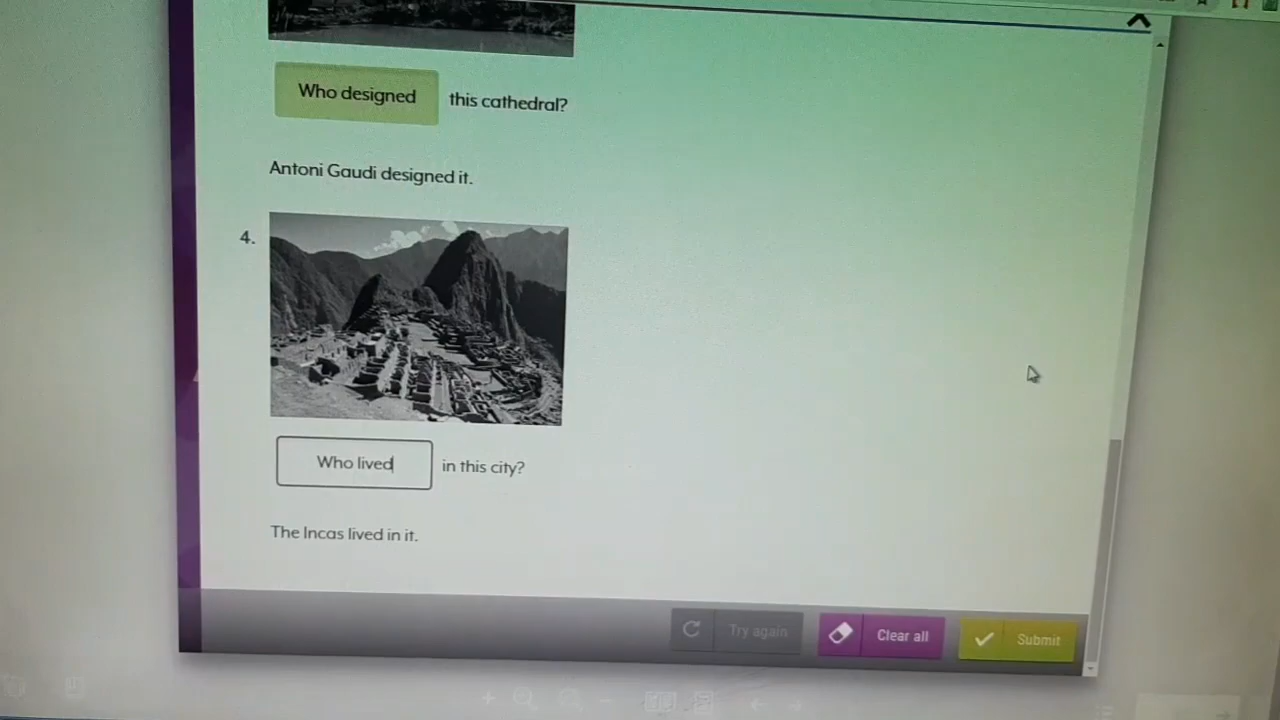 Who designed this cathedral?
Antoni Gaudi designed it.
4.
Who lived in this city?
The Incas lived in it.
Try again
Clear all
Submit